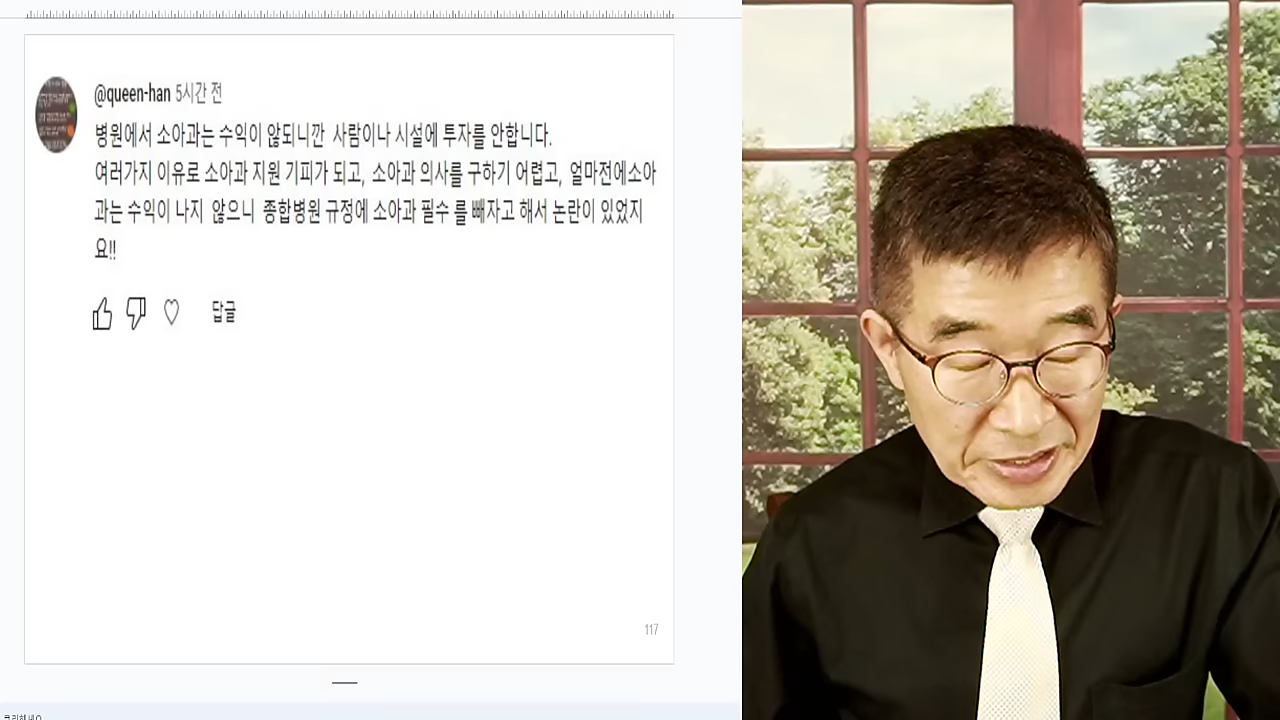 @queen-han 5시간 전
병원에서 소아과는 수익이 않되니깐 사람이나 시설에 투자를 안합니다.
여러가지 이유로 소아과 지원 기피가 되고, 소아과 의사를 구하기 어렵고, 얼마전에소아
과는 수익이 나지 않으니 종합병원 규정에 소아과 필수 를 빼자고 해서 논란이 있었지
요!!
답글
117